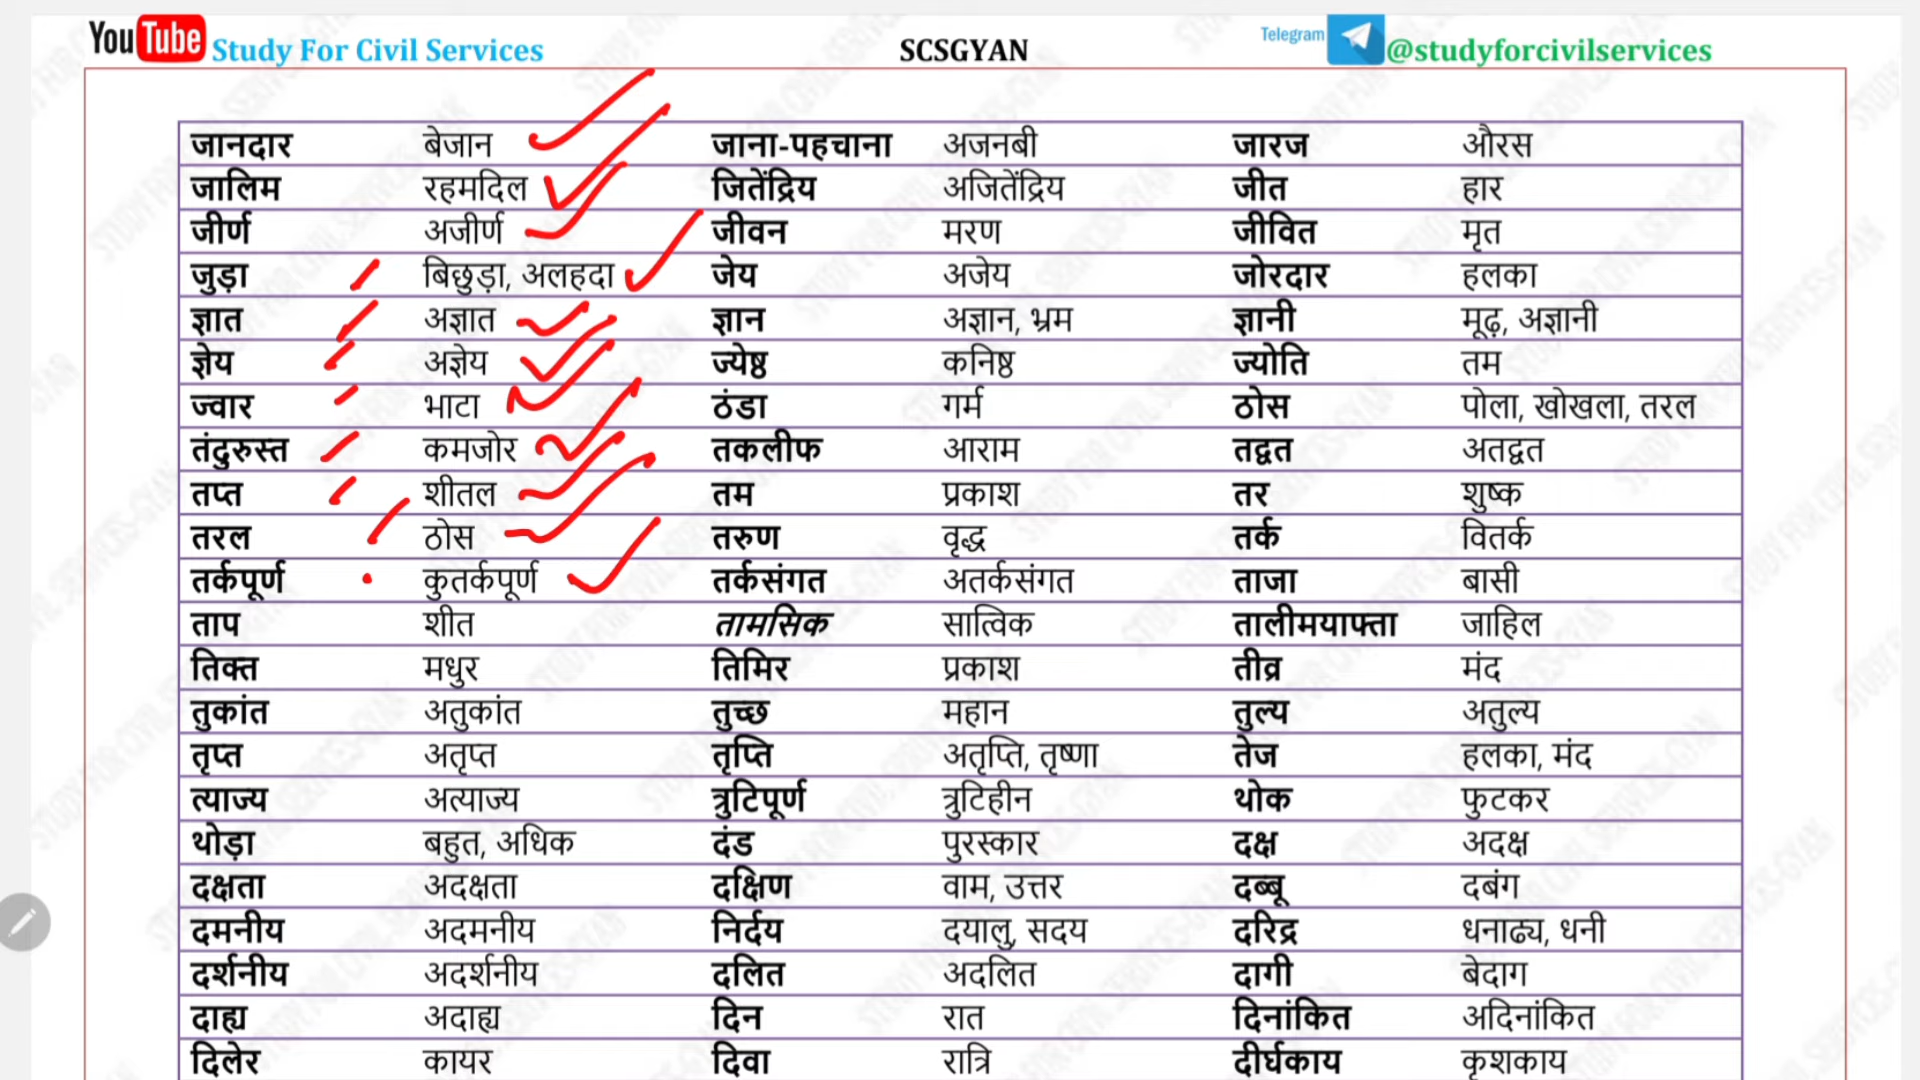 YouTube Study For Civil Services SCSGYAN Telegram @studyforcivilservices
जानदार बेजान जाना-पहचाना अजनबी जारज औरस
जालिम रहमदिल जितेंद्रिय अजितेंद्रिय जीत हार
जीर्ण अजीर्ण जीवन मरण जीवित मृत
जुड़ा बिछुड़ा, अलहदा जेय अजेय जोरदार हलका
ज्ञात अज्ञात ज्ञान अज्ञान, भ्रम ज्ञानी मूढ़, अज्ञानी
ज्ञेय अज्ञेय ज्येष्ठ कनिष्ठ ज्योति तम
ज्वार भाटा ठंडा गर्म ठोस पोला, खोखला, तरल
तंदुरुस्त कमजोर तकलीफ आराम तद्वत अतद्वत
तप्त शीतल तम प्रकाश तर शुष्क
तरल ठोस तरुण वृद्ध तर्क वितर्क
तर्कपूर्ण कुतर्कपूर्ण तर्कसंगत अतर्कसंगत ताजा बासी
ताप शीत तामसिक सात्विक तालीमयाफ्ता जाहिल
तिक्त मधुर तिमिर प्रकाश तीव्र मंद
तुकांत अतुकांत तुच्छ महान तुल्य अतुल्य
तृप्त अतृप्त तृप्ति अतृप्ति, तृष्णा तेज हलका, मंद
त्याज्य अत्याज्य त्रुटिपूर्ण त्रुटिहीन थोक फुटकर
थोड़ा बहुत, अधिक दंड पुरस्कार दक्ष अदक्ष
दक्षता अदक्षता दक्षिण वाम, उत्तर दब्बू दबंग
दमनीय अदमनीय निर्दय दयालु, सदय दरिद्र धनाढ्य, धनी
दर्शनीय अदर्शनीय दलित अदलित दागी बेदाग
दाह्य अदाह्य दिन रात दिनांकित अदिनांकित
दिलेर कायर दिवा रात्रि दीर्घकाय कृशकाय